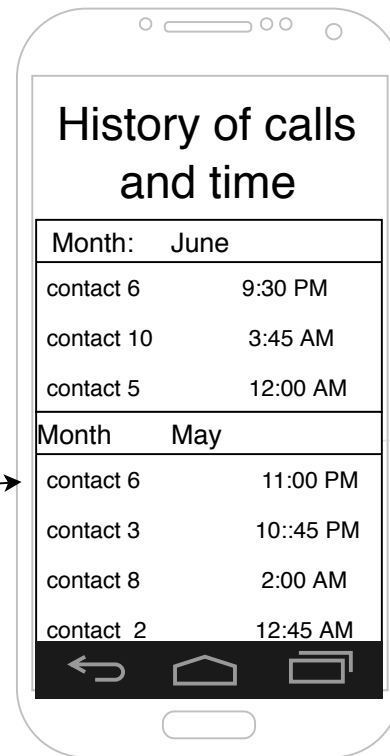 History of calls
and time
Month: June
contact 6 9:30 PM
contact 10 3:45 AM
contact 5 12:00 AM
Month May
contact 6 11:00 PM
contact 3 10::45 PM
contact 8 2:00 AM
contact 2 12:45 AM